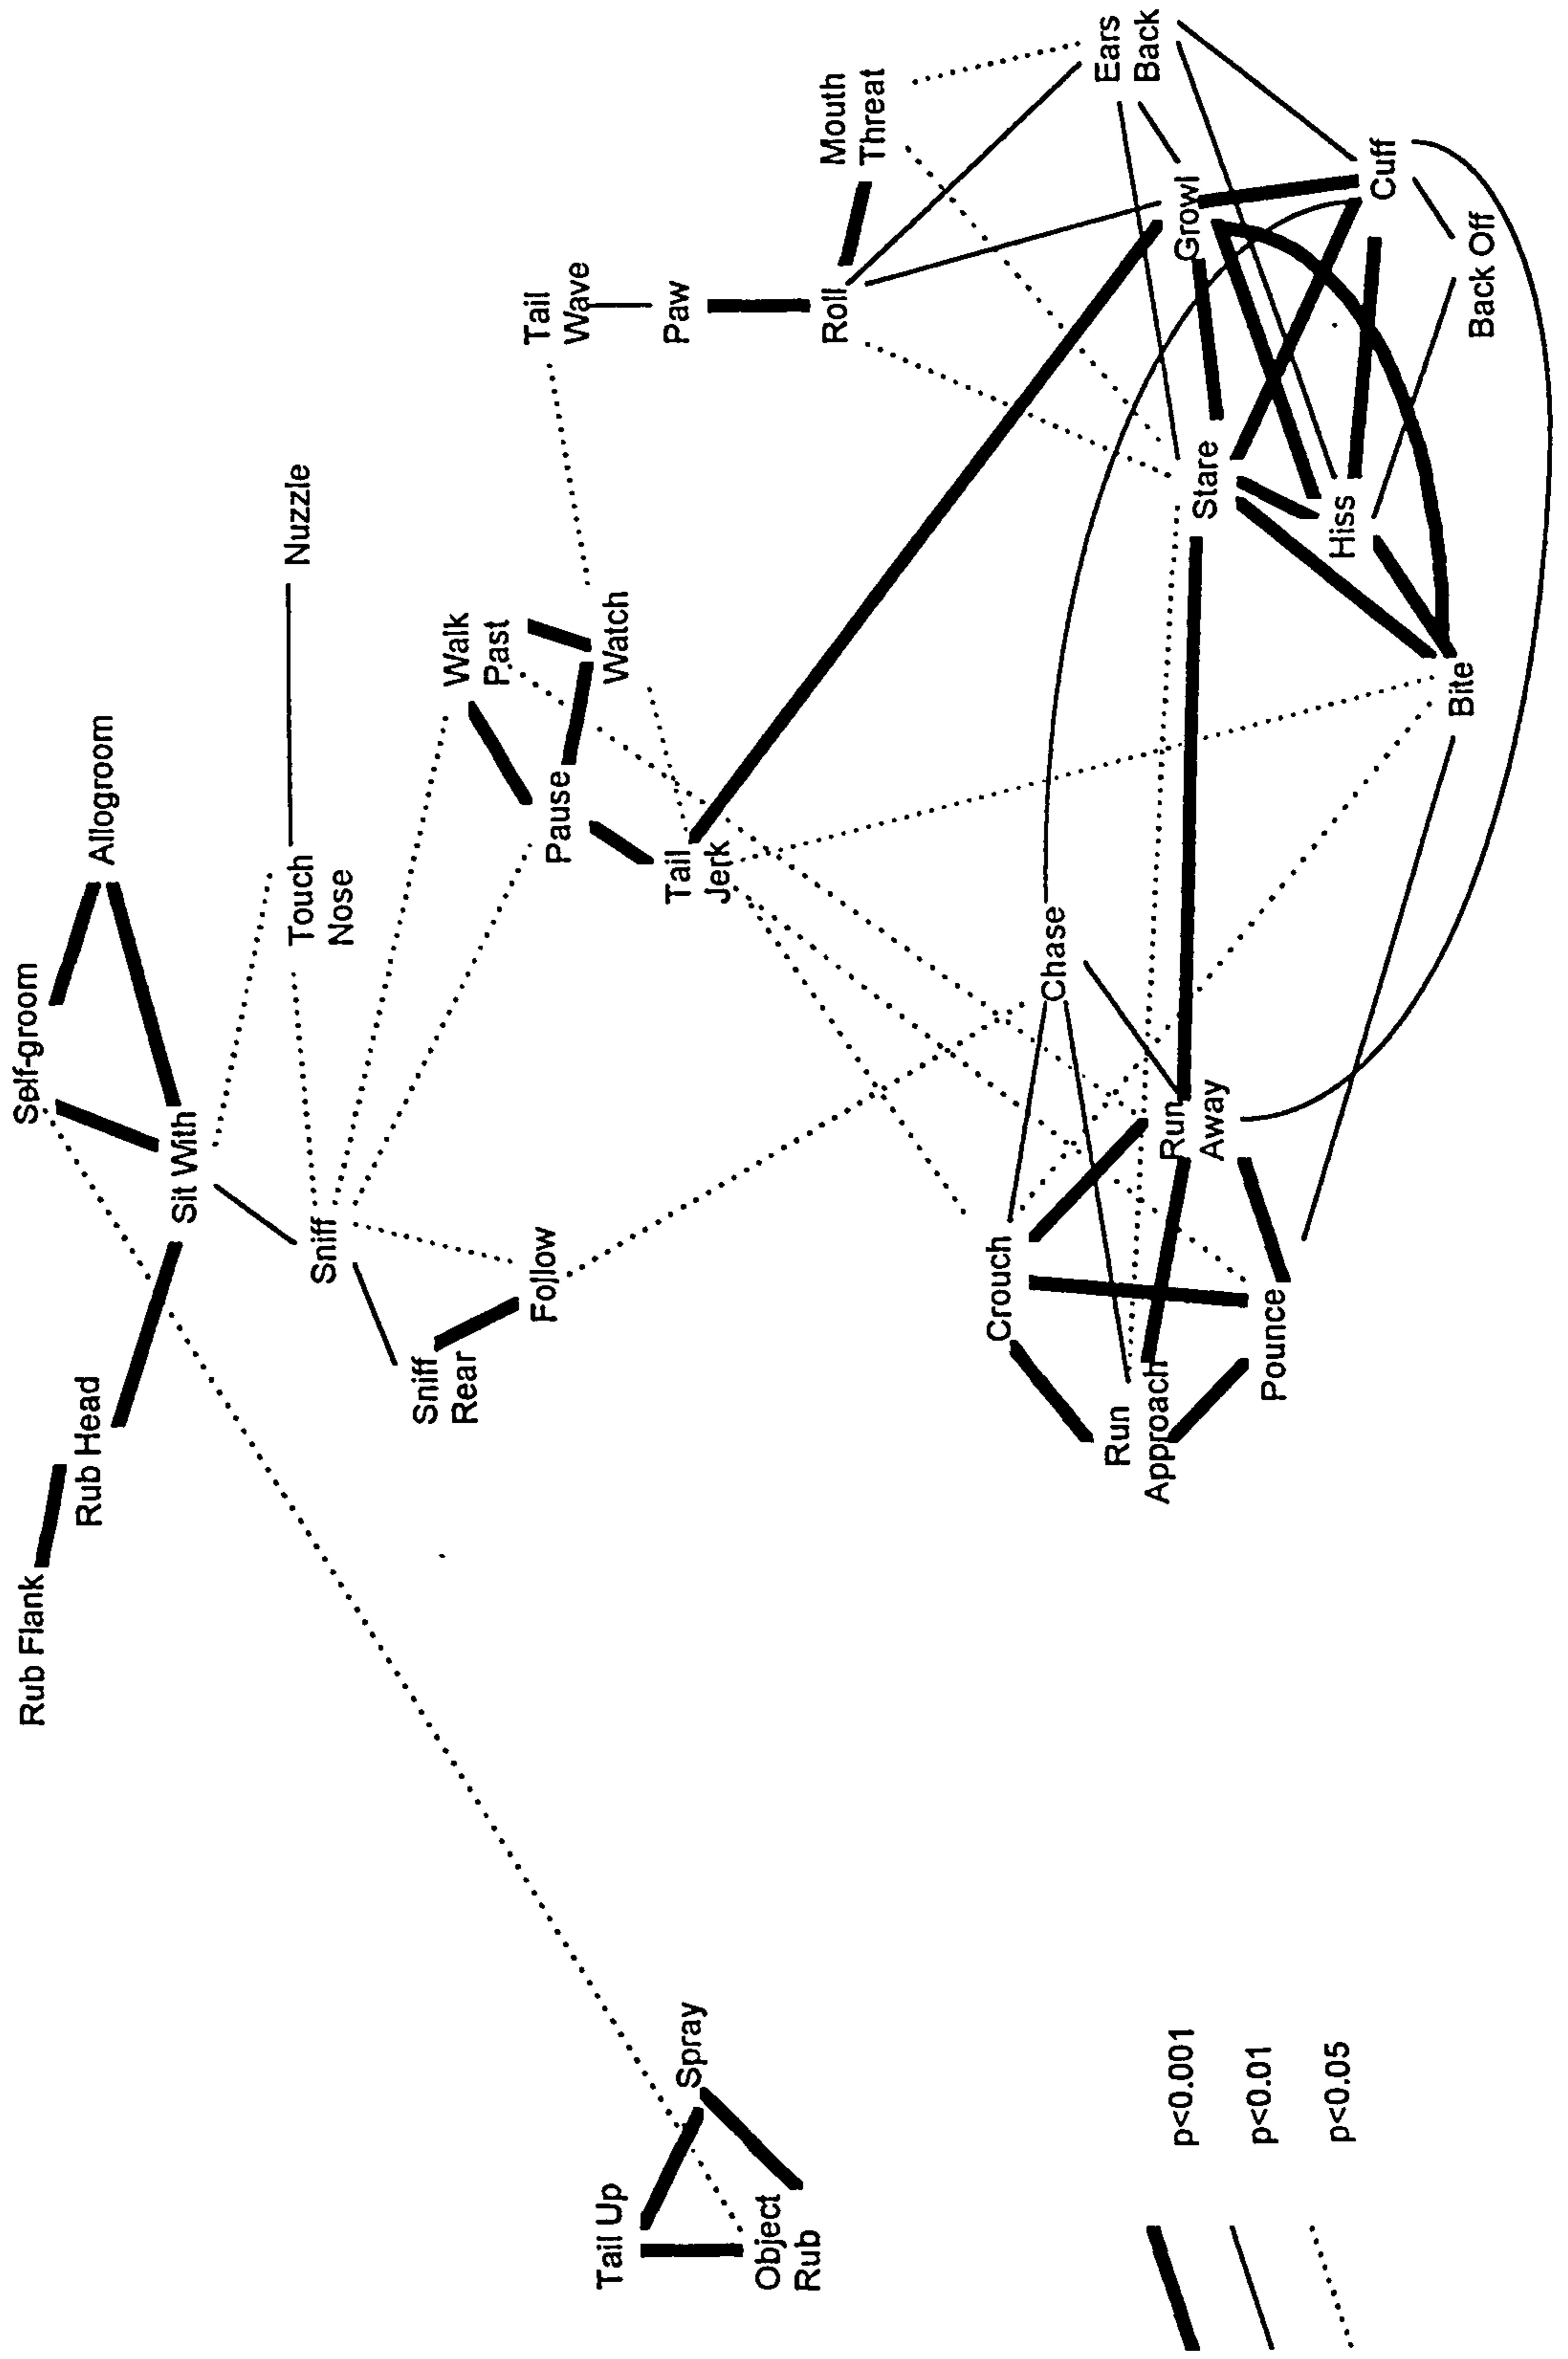 Rub Flank
Rub Head
Self-groom
Allogroom
Sit With
Nuzzle
Touch
Nose
Sniff
Sniff
Rear
Follow
Walk
Past
Pause
Watch
Tail
Wave
Tail
Jerk
Paw
Roll
Mouth
Threat
Tail Up
Spray
Object
Rub
Ears
Back
Crouch
Chase
Run
Approach
Run
Away
Stare
Growl
Pounce
Hiss
Cuff
Bite
Back Off
p<0.001
p<0.01
p<0.05